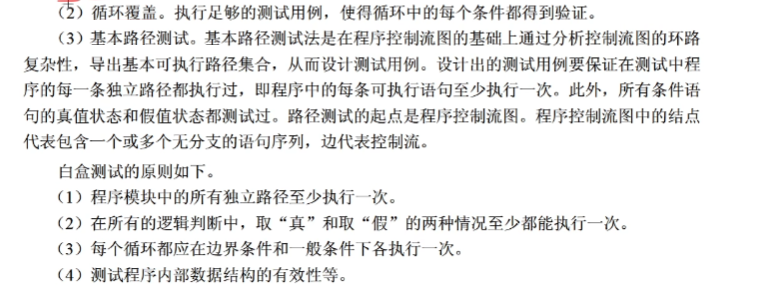 （2）循环覆盖。执行足够的测试用例，使得循环中的每个条件都得到验证。
（3）基本路径测试。基本路径测试法是在程序控制流图的基础上通过分析控制流图的环路
复杂性，导出基本可执行路径集合，从而设计测试用例。设计出的测试用例要保证在测试中程
序的每一条独立路径都执行过，即程序中的每条可执行语句至少执行一次。此外，所有条件语
句的真值状态和假值状态都测试过。路径测试的起点是程序控制流图。程序控制流图中的结点
代表包含一个或多个无分支的语句序列，边代表控制流。
白盒测试的原则如下。
（1）程序模块中的所有独立路径至少执行一次。
（2）在所有的逻辑判断中，取“真”和取“假”的两种情况至少都能执行一次。
（3）每个循环都应在边界条件和一般条件下各执行一次。
（4）测试程序内部数据结构的有效性等。